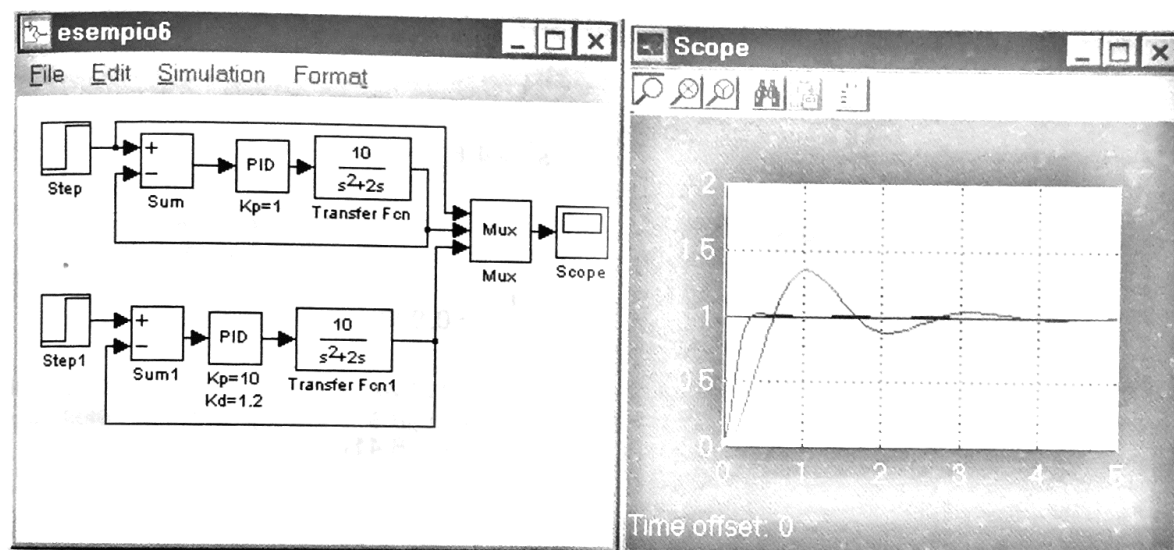 esempio6
File Edit Simulation Format
Step
+
−
Sum
PID
Kp=1
10
s²+2s
Transfer Fcn
Mux
Mux
Scope
Step1
+
−
Sum1
PID
Kp=10
Kd=1.2
10
s²+2s
Transfer Fcn1
Scope
2
1.5
1
0.5
0
0 1 2 3 4 5
Time offset: 0